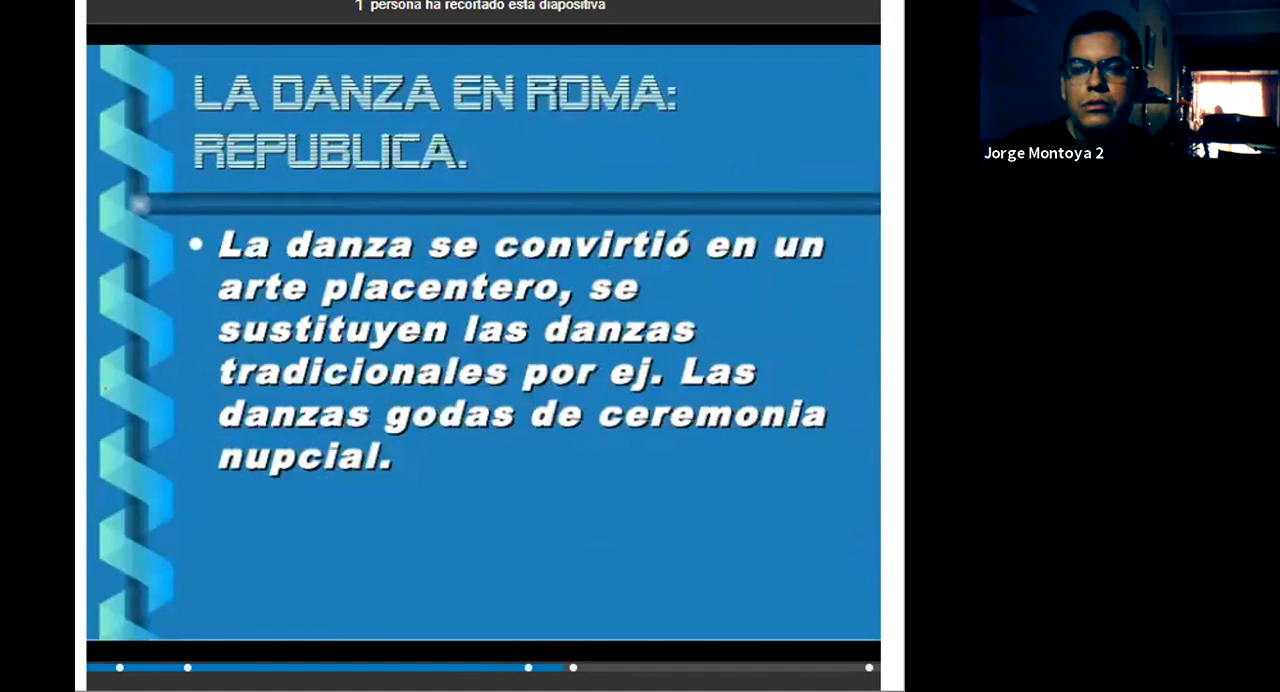 1 persona ha recortado esta diapositiva
LA DANZA EN ROMA:
REPUBLICA.
• La danza se convirtió en un
arte placentero, se
sustituyen las danzas
tradicionales por ej. Las
danzas godas de ceremonia
nupcial.
Jorge Montoya 2